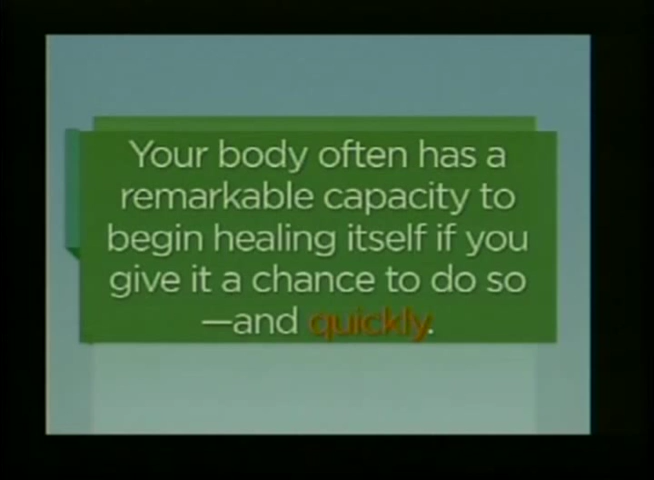 Your body often has a
remarkable capacity to
begin healing itself if you
give it a chance to do so
—and quickly.